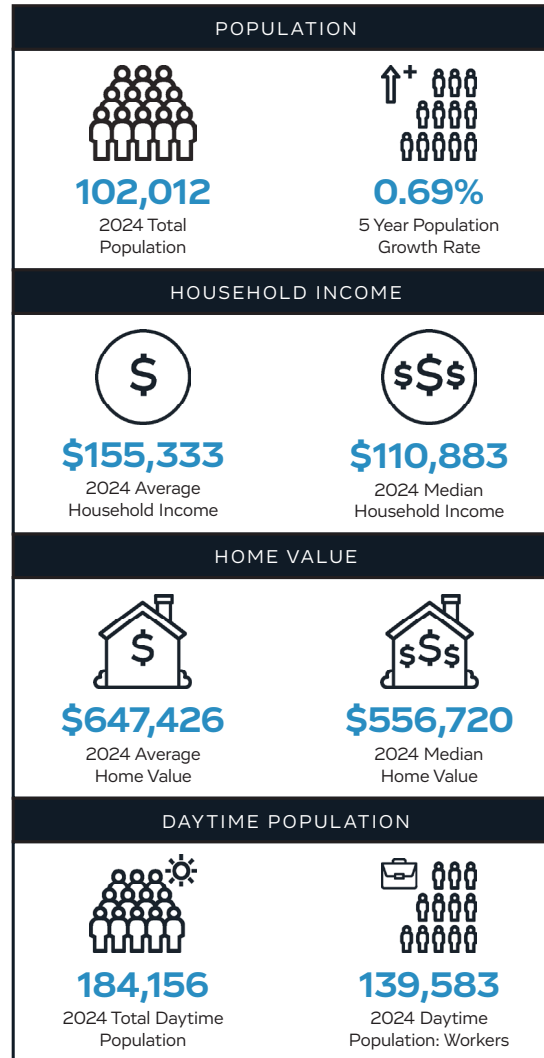 POPULATION
102,012
2024 Total
Population
0.69%
5 Year Population
Growth Rate
HOUSEHOLD INCOME
$
$155,333
2024 Average
Household Income
$$$
$110,883
2024 Median
Household Income
HOME VALUE
$
$647,426
2024 Average
Home Value
$$$
$556,720
2024 Median
Home Value
DAYTIME POPULATION
184,156
2024 Total Daytime
Population
139,583
2024 Daytime
Population: Workers